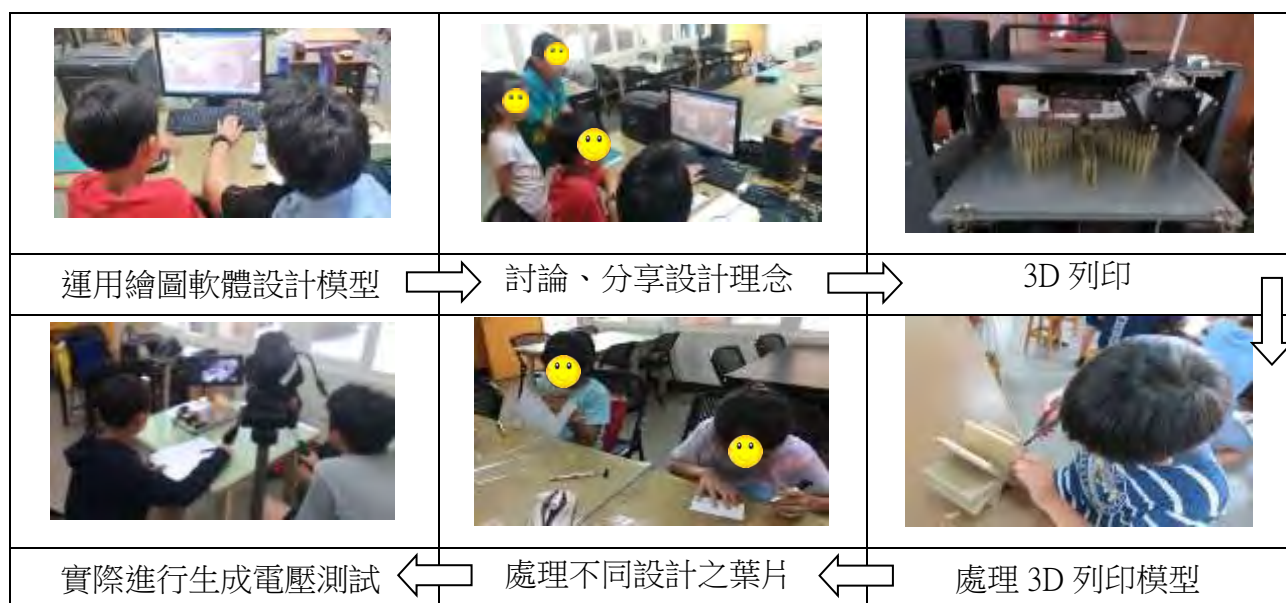 運用繪圖軟體設計模型
討論、分享設計理念
3D 列印
實際進行生成電壓測試
處理不同設計之葉片
處理 3D 列印模型